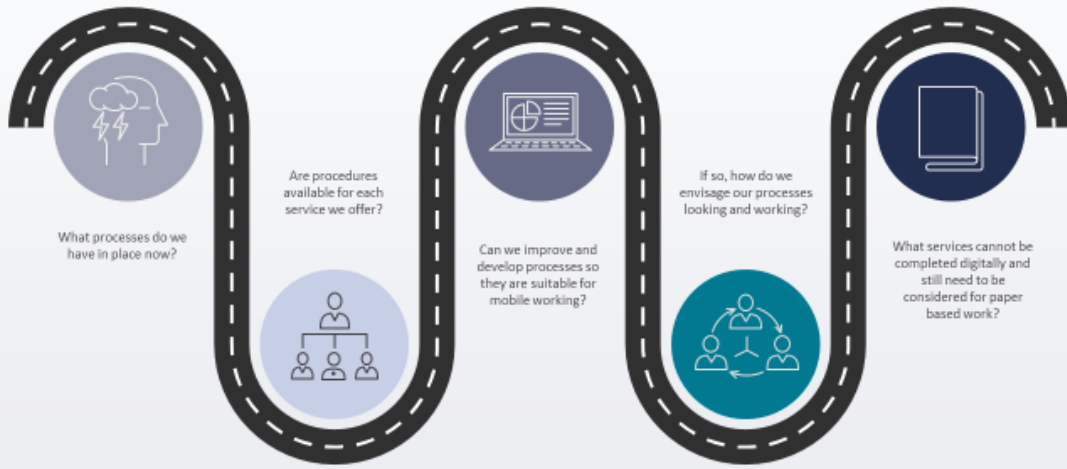 What processes do we
have in place now?
Are procedures
available for each
service we offer?
Can we improve and
develop processes so
they are suitable for
mobile working?
If so, how do we
envisage our processes
looking and working?
What services cannot be
completed digitally and
still need to be
considered for paper
based work?